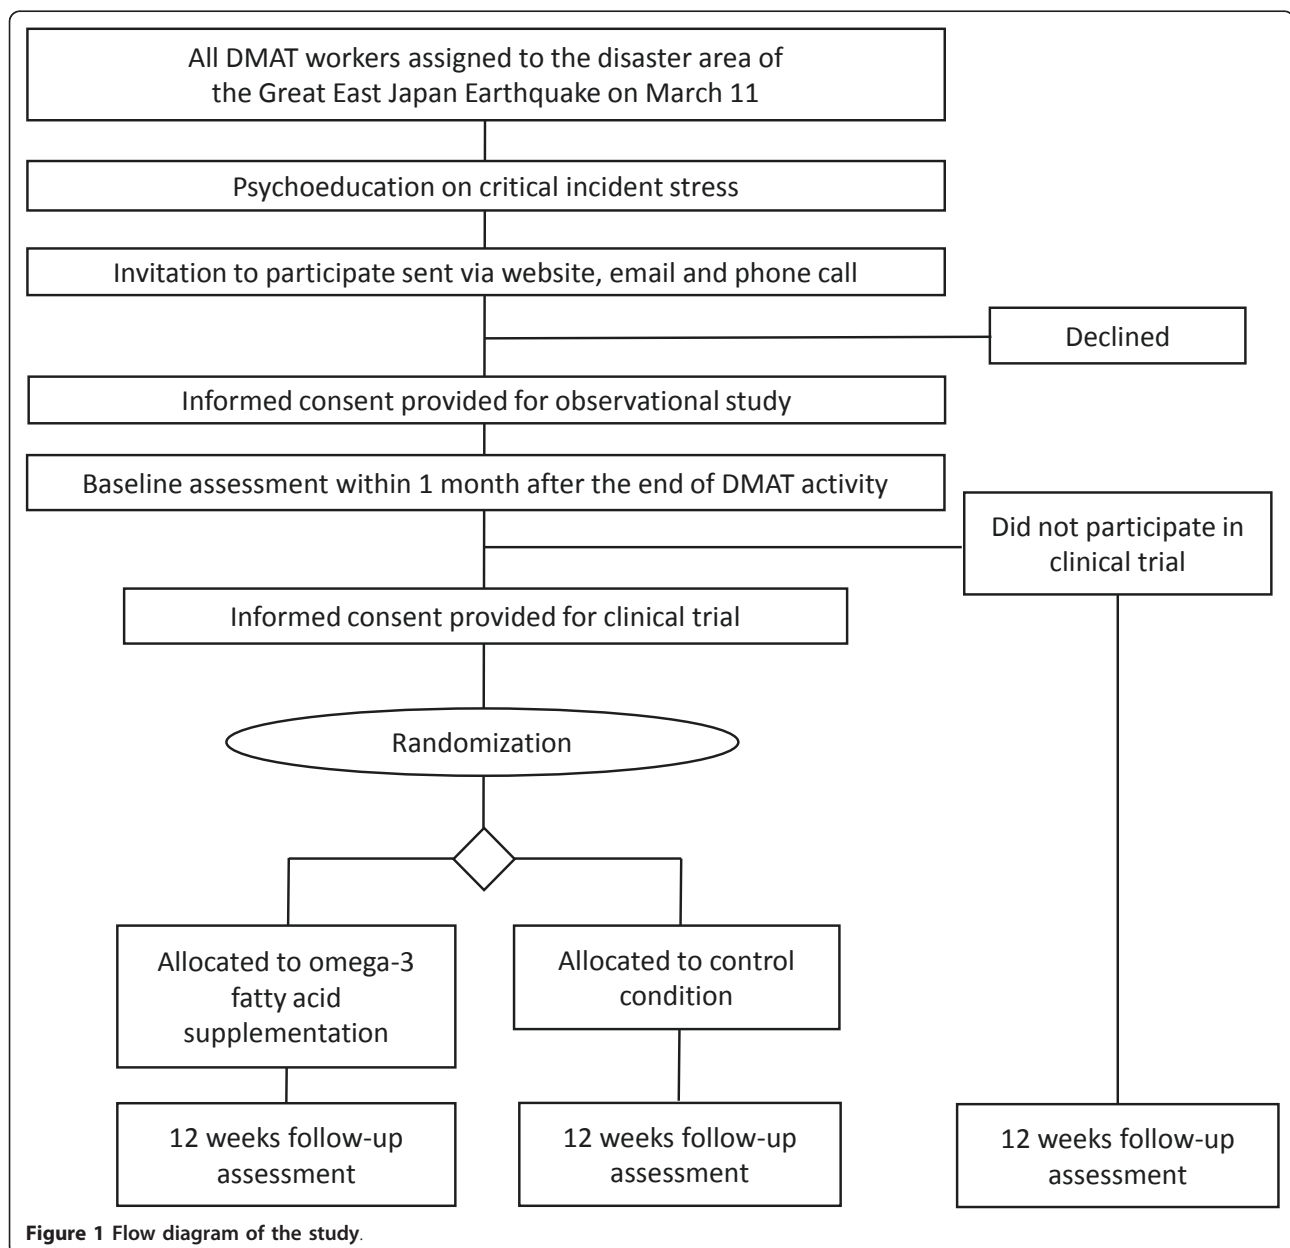 All DMAT workers assigned to the disaster area of
the Great East Japan Earthquake on March 11
Psychoeducation on critical incident stress
Invitation to participate sent via website, email and phone call
Declined
Informed consent provided for observational study
Baseline assessment within 1 month after the end of DMAT activity
Did not participate in
clinical trial
Informed consent provided for clinical trial
Randomization
Allocated to omega-3
fatty acid
supplementation
Allocated to control
condition
12 weeks follow-up
assessment
12 weeks follow-up
assessment
12 weeks follow-up
assessment
Figure 1 Flow diagram of the study.